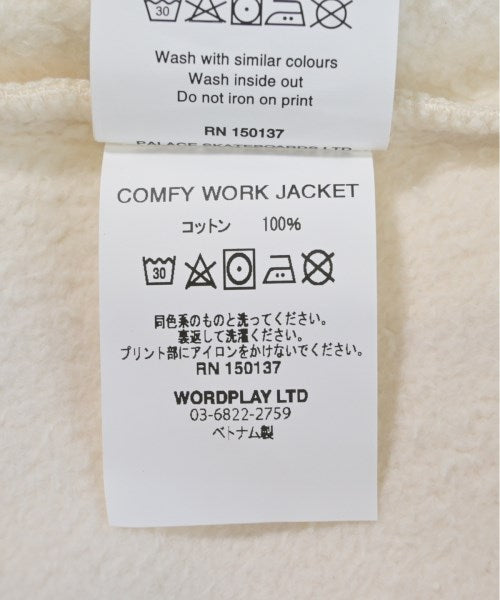 30
Wash with similar colours
Wash inside out
Do not iron on print
RN 150137
PALACE SKATEBOARDS LTD
COMFY WORK JACKET
コットン 100%
30
同色系のものと洗ってください。
裏返して洗濯ください。
プリント部にアイロンをかけないでください。
RN 150137
WORDPLAY LTD
03-6822-2759
ベトナム製